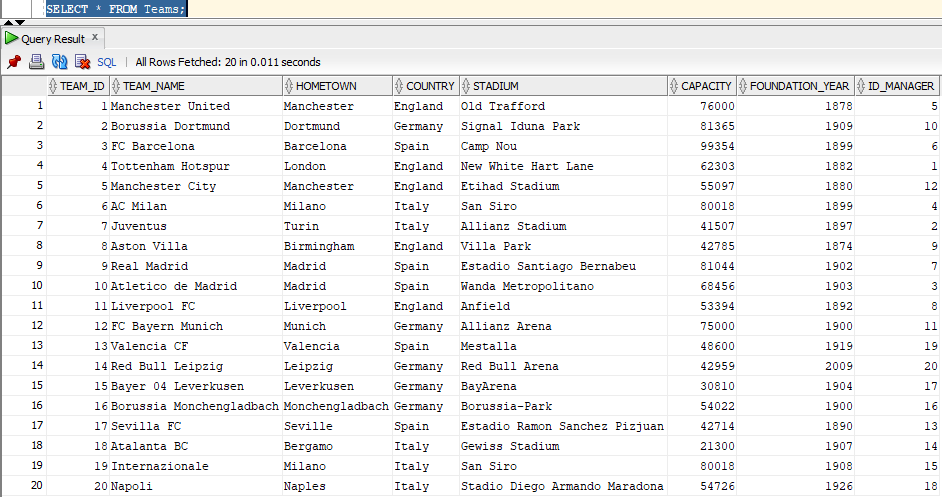 SELECT * FROM Teams;
Query Result x
SQL | All Rows Fetched: 20 in 0.011 seconds
TEAM_ID TEAM_NAME HOMETOWN COUNTRY STADIUM CAPACITY FOUNDATION_YEAR ID_MANAGER
1 1 Manchester United Manchester England Old Trafford 76000 1878 5
2 2 Borussia Dortmund Dortmund Germany Signal Iduna Park 81365 1909 10
3 3 FC Barcelona Barcelona Spain Camp Nou 99354 1899 6
4 4 Tottenham Hotspur London England New White Hart Lane 62303 1882 1
5 5 Manchester City Manchester England Etihad Stadium 55097 1880 12
6 6 AC Milan Milano Italy San Siro 80018 1899 4
7 7 Juventus Turin Italy Allianz Stadium 41507 1897 2
8 8 Aston Villa Birmingham England Villa Park 42785 1874 9
9 9 Real Madrid Madrid Spain Estadio Santiago Bernabeu 81044 1902 7
10 10 Atletico de Madrid Madrid Spain Wanda Metropolitano 68456 1903 3
11 11 Liverpool FC Liverpool England Anfield 53394 1892 8
12 12 FC Bayern Munich Munich Germany Allianz Arena 75000 1900 11
13 13 Valencia CF Valencia Spain Mestalla 48600 1919 19
14 14 Red Bull Leipzig Leipzig Germany Red Bull Arena 42959 2009 20
15 15 Bayer 04 Leverkusen Leverkusen Germany BayArena 30810 1904 17
16 16 Borussia Monchengladbach Monchengladbach Germany Borussia-Park 54022 1900 16
17 17 Sevilla FC Seville Spain Estadio Ramon Sanchez Pizjuan 42714 1890 13
18 18 Atalanta BC Bergamo Italy Gewiss Stadium 21300 1907 14
19 19 Internazionale Milano Italy San Siro 80018 1908 15
20 20 Napoli Naples Italy Stadio Diego Armando Maradona 54726 1926 18